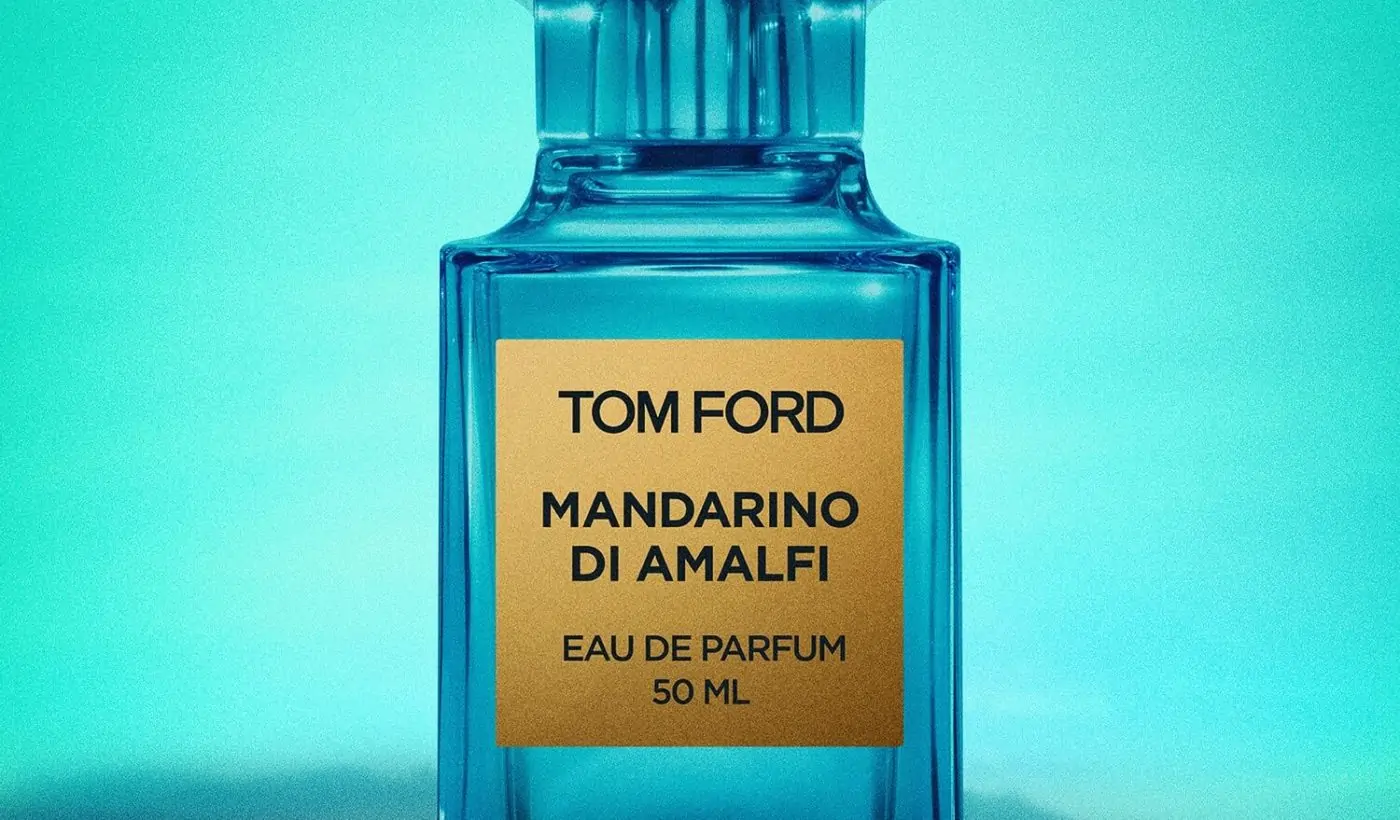 TOM FORD
MANDARINO
DI AMALFI
EAU DE PARFUM
50 ML